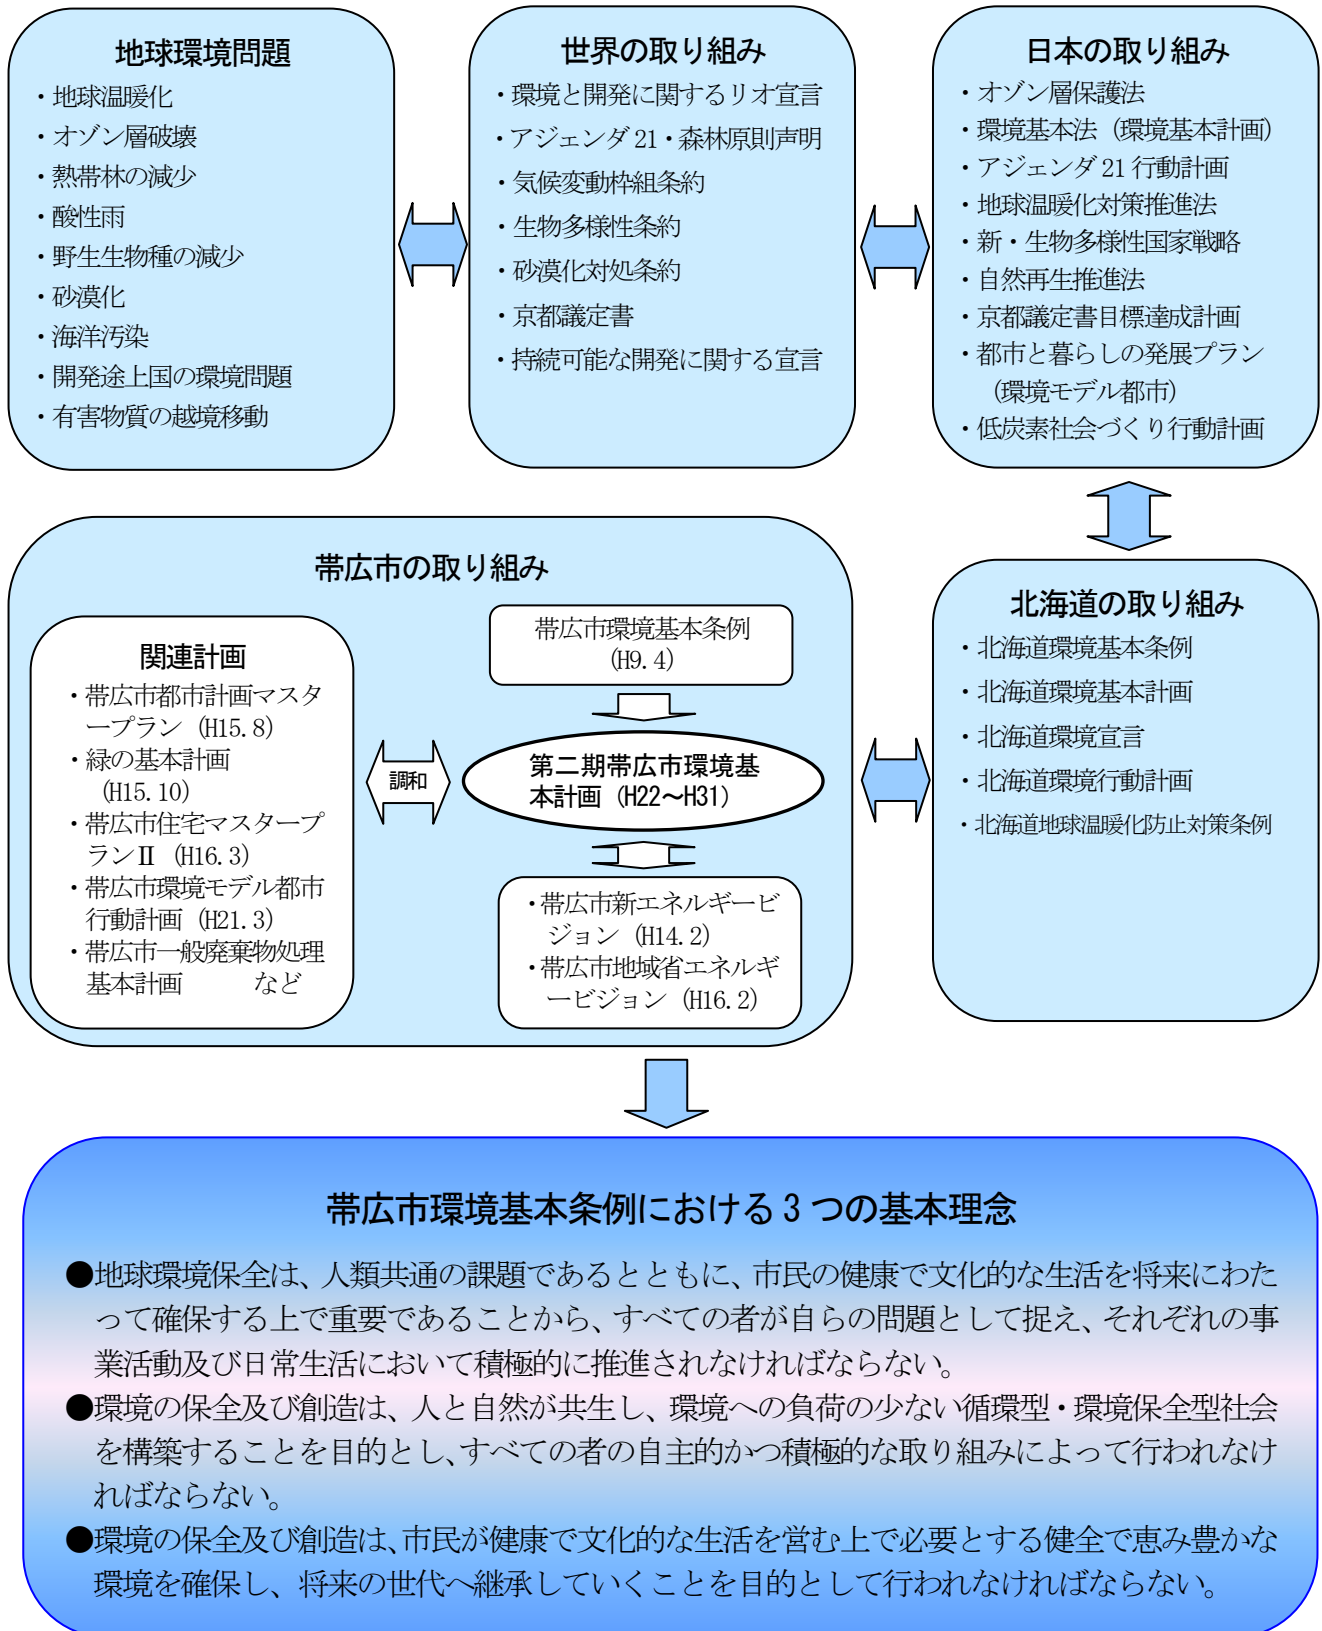 地球環境問題
・地球温暖化
・オゾン層破壊
・熱帯林の減少
・酸性雨
・野生生物種の減少
・砂漠化
・海洋汚染
・開発途上国の環境問題
・有害物質の越境移動
世界の取り組み
・環境と開発に関するリオ宣言
・アジェンダ21・森林原則声明
・気候変動枠組条約
・生物多様性条約
・砂漠化対処条約
・京都議定書
・持続可能な開発に関する宣言
日本の取り組み
・オゾン層保護法
・環境基本法（環境基本計画）
・アジェンダ21行動計画
・地球温暖化対策推進法
・新・生物多様性国家戦略
・自然再生推進法
・京都議定書目標達成計画
・都市と暮らしの発展プラン
（環境モデル都市）
・低炭素社会づくり行動計画
帯広市の取り組み
関連計画
・帯広市都市計画マスタ
ープラン（H15.8）
・緑の基本計画
（H15.10）
・帯広市住宅マスタープ
ランⅡ（H16.3）
・帯広市環境モデル都市
行動計画（H21.3）
・帯広市一般廃棄物処理
基本計画　　　など
調和
帯広市環境基本条例
（H9.4）
第二期帯広市環境基
本計画（H22～H31）
・帯広市新エネルギービ
ジョン（H14.2）
・帯広市地域省エネルギ
ービジョン（H16.2）
北海道の取り組み
・北海道環境基本条例
・北海道環境基本計画
・北海道環境宣言
・北海道環境行動計画
・北海道地球温暖化防止対策条例
帯広市環境基本条例における3つの基本理念
●地球環境保全は、人類共通の課題であるとともに、市民の健康で文化的な生活を将来にわた
って確保する上で重要であることから、すべての者が自らの問題として捉え、それぞれの事
業活動及び日常生活において積極的に推進されなければならない。
●環境の保全及び創造は、人と自然が共生し、環境への負荷の少ない循環型・環境保全型社会
を構築することを目的とし、すべての者の自主的かつ積極的な取り組みによって行われなけ
ればならない。
●環境の保全及び創造は、市民が健康で文化的な生活を営む上で必要とする健全で恵み豊かな
環境を確保し、将来の世代へ継承していくことを目的として行われなければならない。